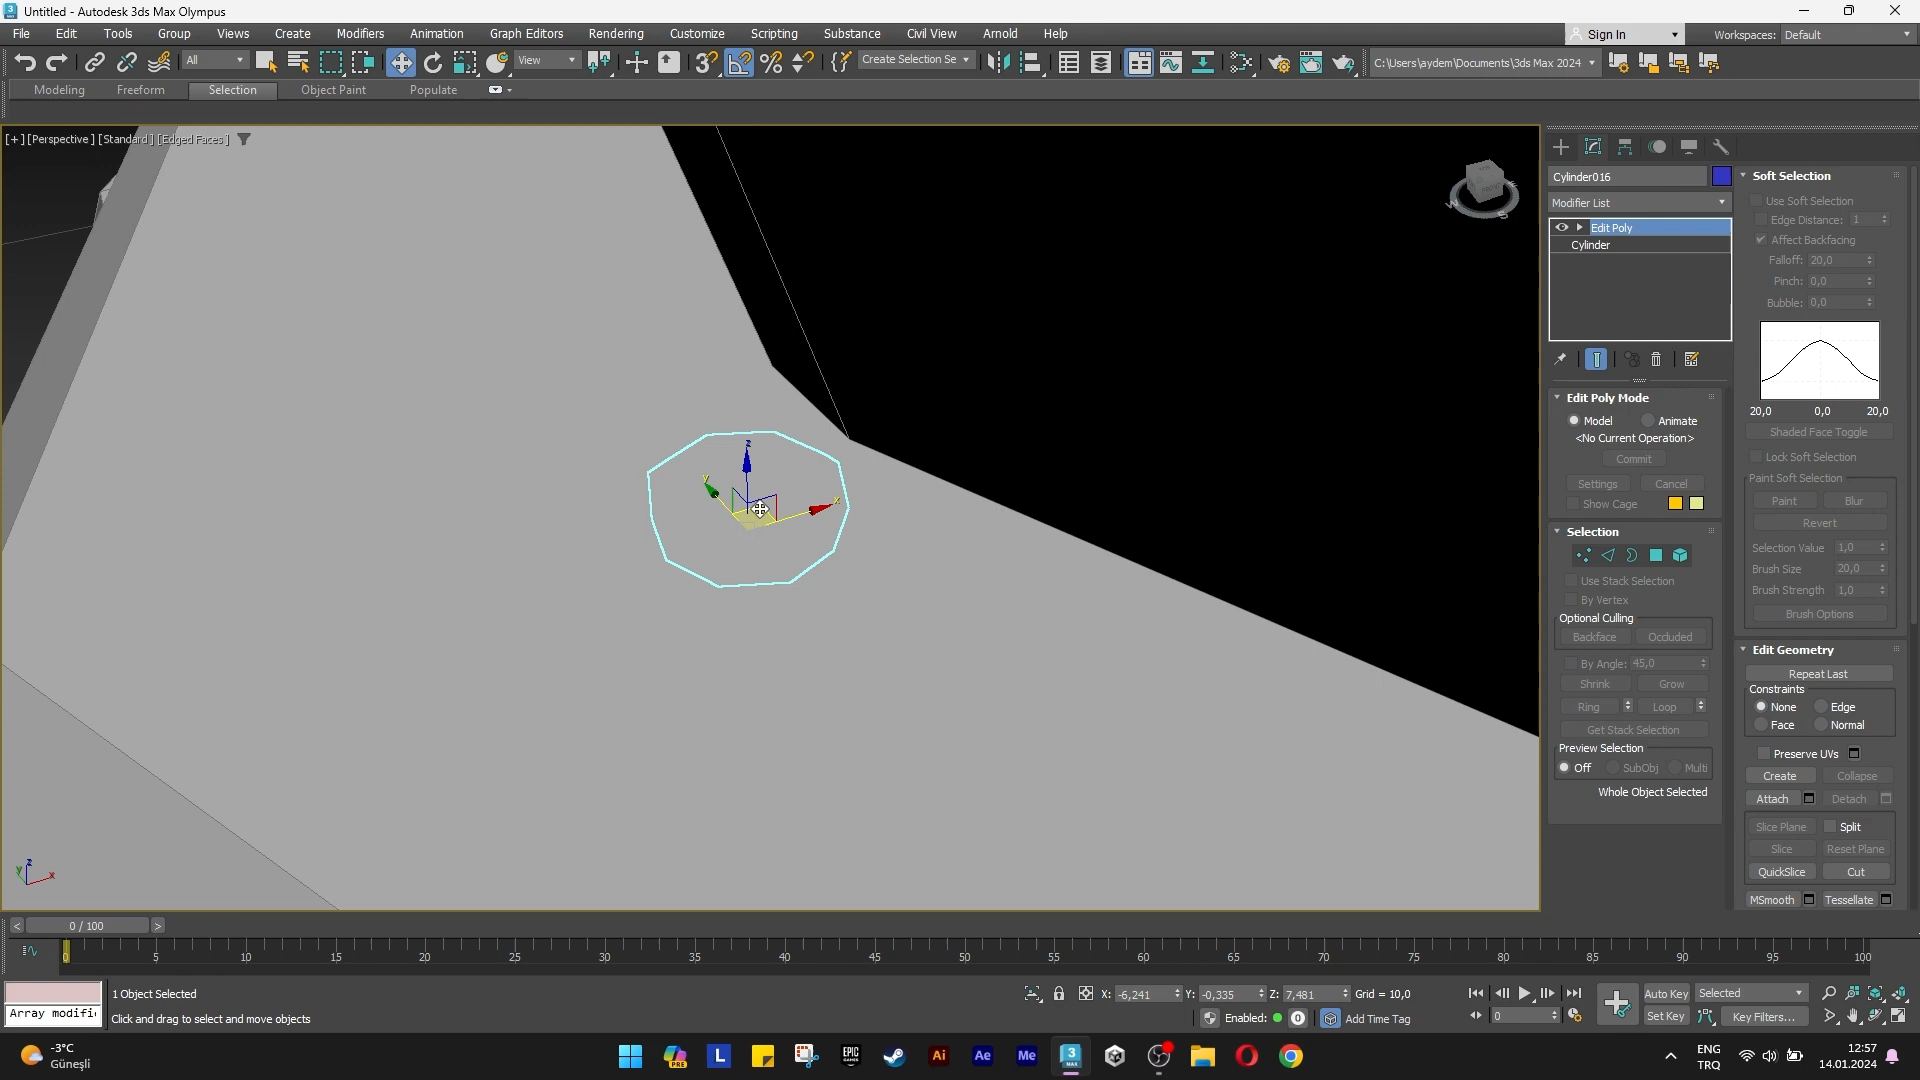 Untitled - Autodesk 3ds Max Olympus
File Edit Tools Group Views Create Modifiers Animation Graph Editors Rendering Customize Scripting Substance Civil View Arnold Help
Sign In Workspaces: Default
All View Create Selection Se C:\Users\aydem\Documents\3ds Max 2024
Modeling Freeform Selection Object Paint Populate
[+] [Perspective ] [Standard ] [Edged Faces ]
Cylinder016
Modifier List
Edit Poly
Cylinder
Edit Poly Mode
Model Animate
<No Current Operation>
Commit
Settings Cancel
Show Cage
Selection
Use Stack Selection
By Vertex
Optional Culling
Backface Occluded
By Angle: 45,0
Shrink Grow
Ring Loop
Get Stack Selection
Preview Selection
Off SubObj Multi
Whole Object Selected
Soft Selection
Use Soft Selection
Edge Distance: 1
Affect Backfacing
Falloff: 20,0
Pinch: 0,0
Bubble: 0,0
20,0 0,0 20,0
Shaded Face Toggle
Lock Soft Selection
Paint Soft Selection
Paint Blur
Revert
Selection Value 1,0
Brush Size 20,0
Brush Strength 1,0
Brush Options
Edit Geometry
Repeat Last
Constraints
None Edge
Face Normal
Preserve UVs
Create Collapse
Attach Detach
Slice Plane Split
Slice Reset Plane
QuickSlice Cut
MSmooth Tessellate
z
y
x
z
y
x
0 / 100
0 5 10 15 20 25 30 35 40 45 50 55 60 65 70 75 80 85 90 95 100
Array modifi
1 Object Selected
Click and drag to select and move objects
X: -6,241 Y: -0,335 Z: 7,481 Grid = 10,0
Enabled: 0 Add Time Tag
0
Auto Key Selected
Set Key Key Filters...
-3°C
Güneşli
ENG
TRQ
12:57
14.01.2024